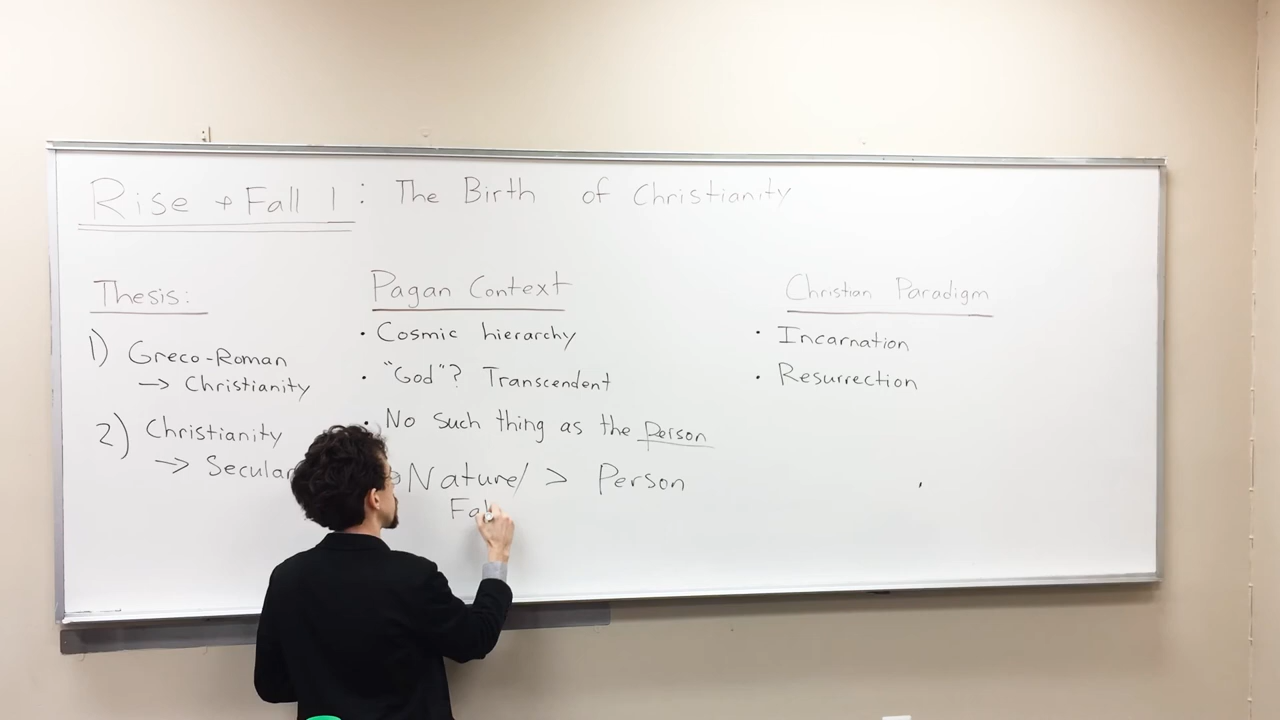 Rise + Fall 1: The Birth of Christianity
Thesis:
1) Greco-Roman
→ Christianity
2) Christianity
→ Secular
Pagan Context
• Cosmic hierarchy
• "God"? Transcendent
• No such thing as the person
Nature/ > Person
Christian Paradigm
• Incarnation
• Resurrection